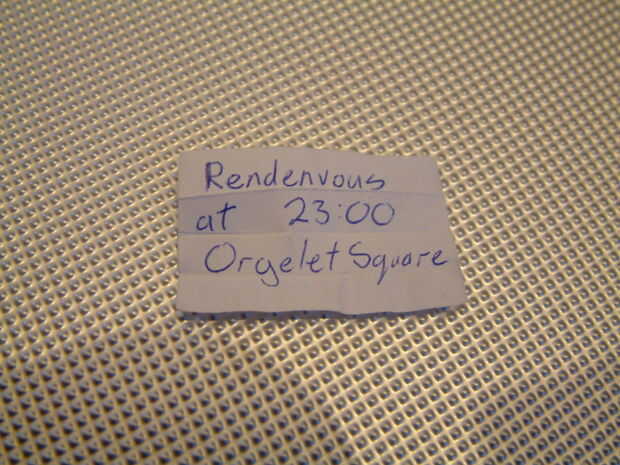 Rendenvous
at 23:00
Orgelet Square